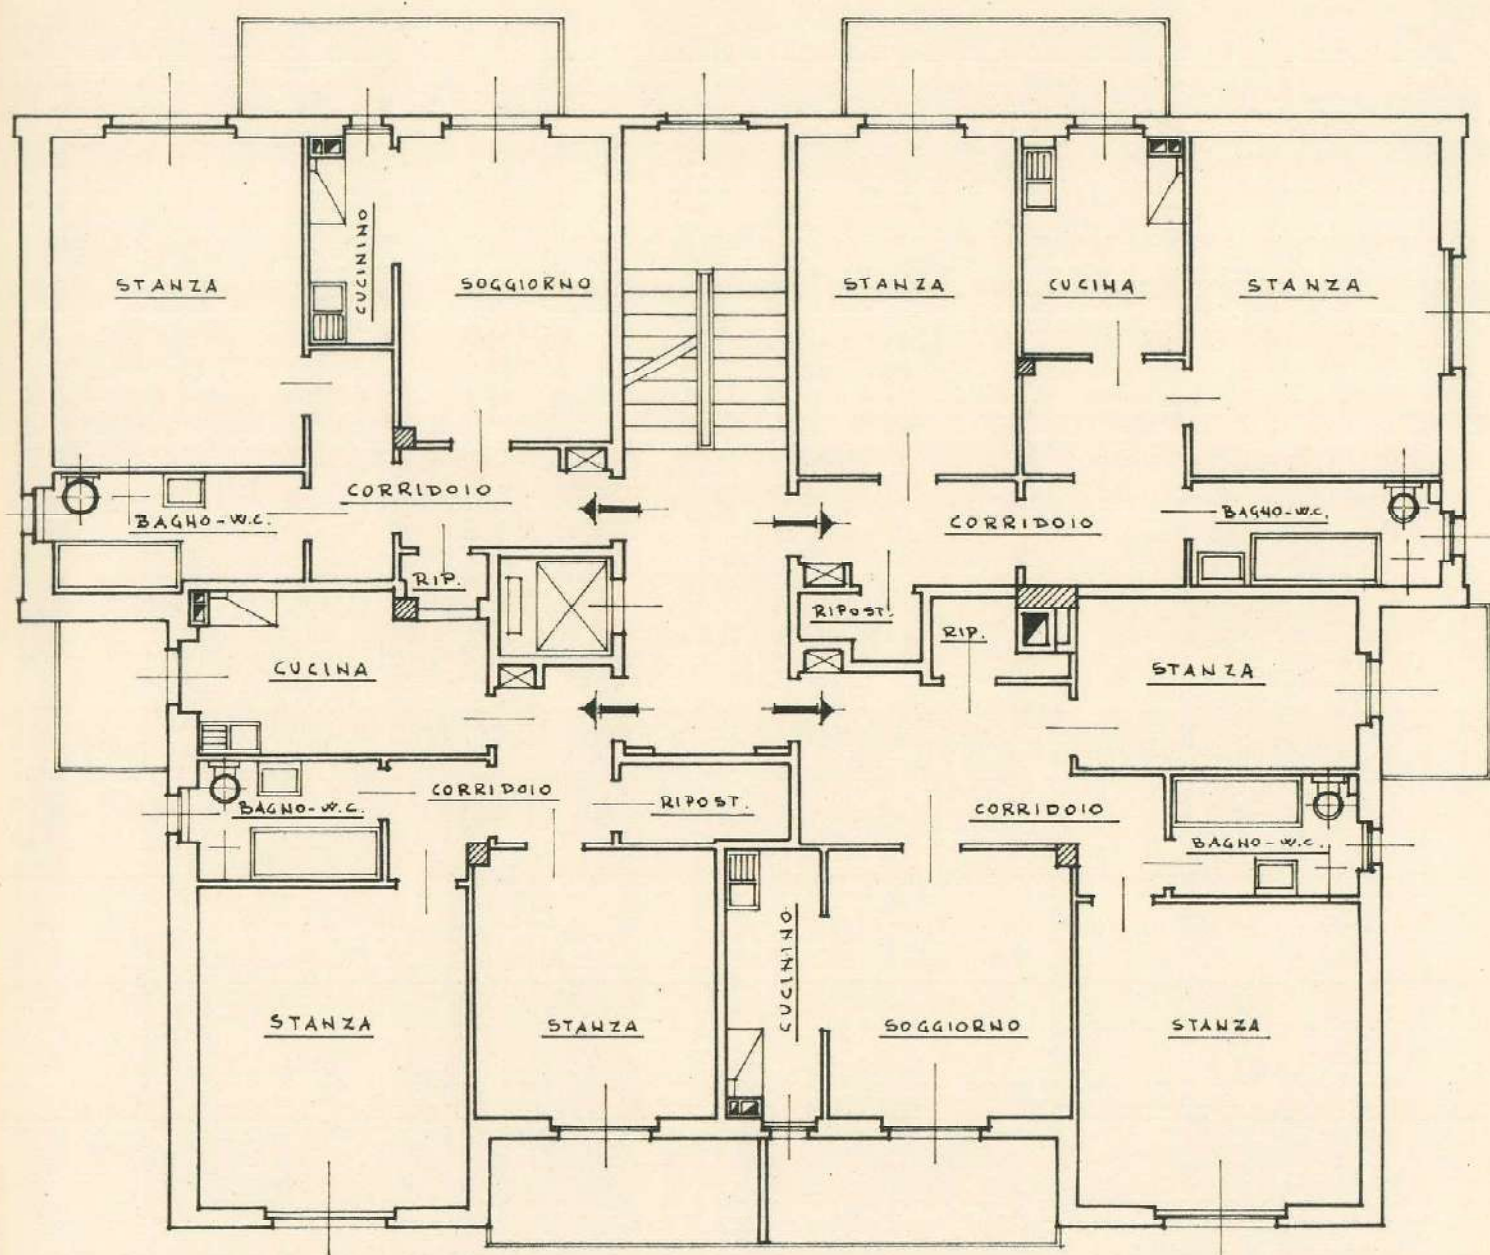 STANZA
CUCININO
SOGGIORNO
STANZA
CUCINA
STANZA
CORRIDOIO
BAGNO-W.C.
CORRIDOIO
BAGNO-W.C.
RIP.
RIPOST.
RIP.
CUCINA
STANZA
CORRIDOIO
BAGNO-W.C.
RIPOST.
CORRIDOIO
BAGNO-W.C.
CUCININO
STANZA
STANZA
SOGGIORNO
STANZA